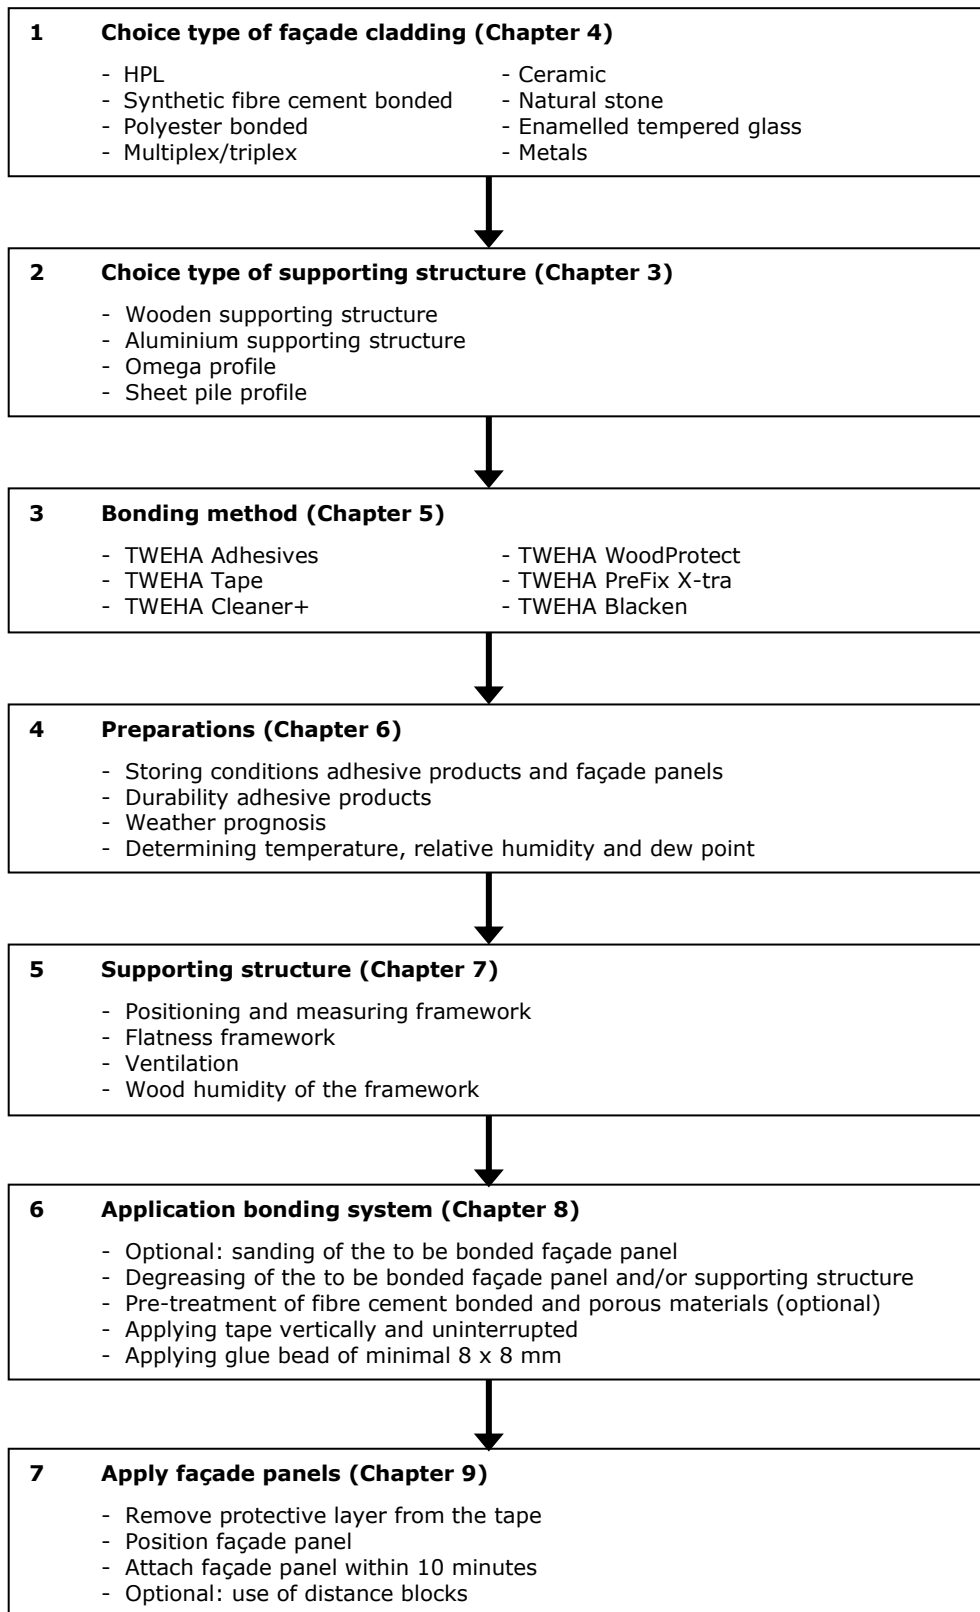 1 Choice type of façade cladding (Chapter 4)
- HPL
- Synthetic fibre cement bonded
- Polyester bonded
- Multiplex/triplex
- Ceramic
- Natural stone
- Enamelled tempered glass
- Metals
2 Choice type of supporting structure (Chapter 3)
- Wooden supporting structure
- Aluminium supporting structure
- Omega profile
- Sheet pile profile
3 Bonding method (Chapter 5)
- TWEHA Adhesives
- TWEHA Tape
- TWEHA Cleaner+
- TWEHA WoodProtect
- TWEHA PreFix X-tra
- TWEHA Blacken
4 Preparations (Chapter 6)
- Storing conditions adhesive products and façade panels
- Durability adhesive products
- Weather prognosis
- Determining temperature, relative humidity and dew point
5 Supporting structure (Chapter 7)
- Positioning and measuring framework
- Flatness framework
- Ventilation
- Wood humidity of the framework
6 Application bonding system (Chapter 8)
- Optional: sanding of the to be bonded façade panel
- Degreasing of the to be bonded façade panel and/or supporting structure
- Pre-treatment of fibre cement bonded and porous materials (optional)
- Applying tape vertically and uninterrupted
- Applying glue bead of minimal 8 x 8 mm
7 Apply façade panels (Chapter 9)
- Remove protective layer from the tape
- Position façade panel
- Attach façade panel within 10 minutes
- Optional: use of distance blocks